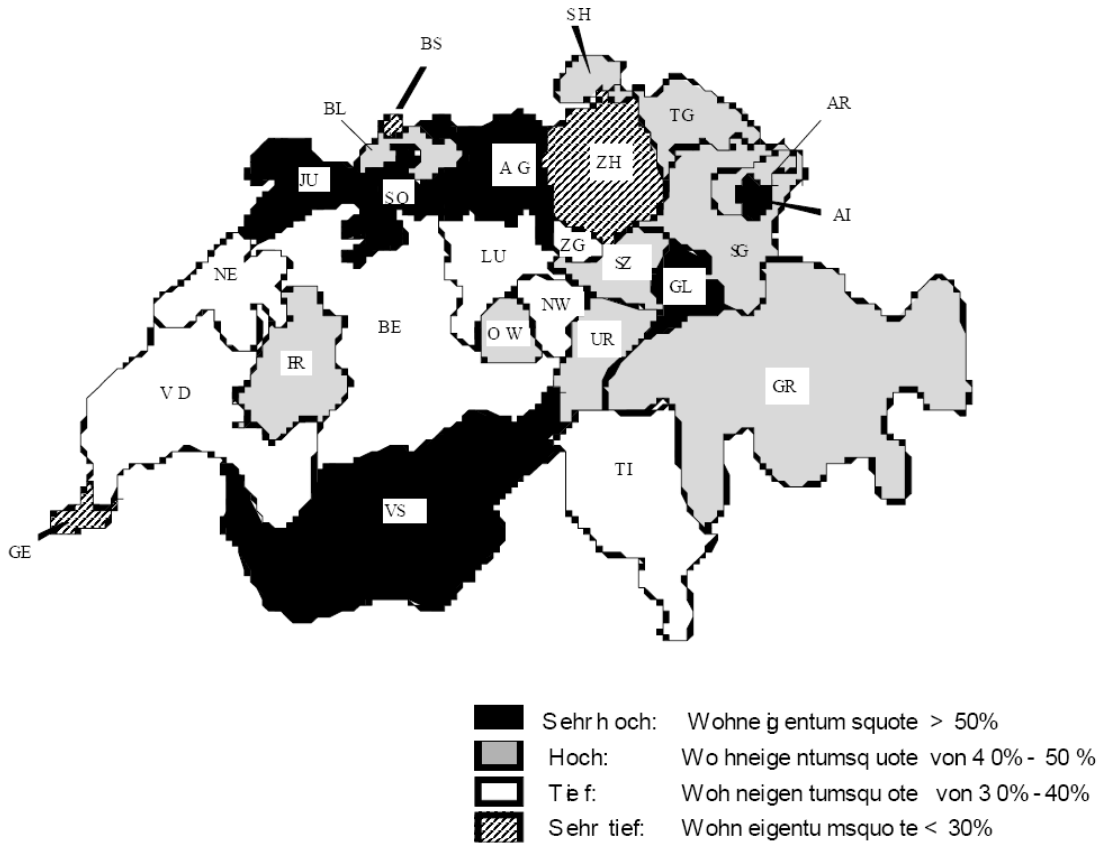 SH
BS
BL
TG
AR
AG
ZH
JU
SO
AI
LU
ZG
SG
NE
SZ
GL
BE
NW
OW
UR
FR
VD
GR
TI
VS
GE
Sehr hoch: Wohneigentumsquote > 50%
Hoch: Wohneigentumsquote von 40% - 50 %
Tief: Wohneigentumsquote von 30%-40%
Sehr tief: Wohneigentumsquote < 30%